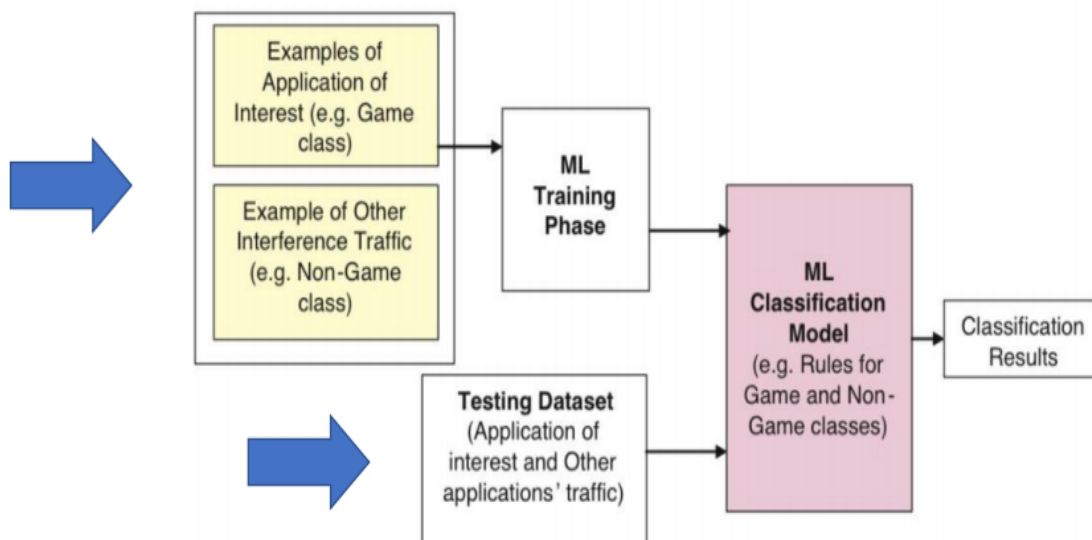 Examples of
Application of
Interest (e.g. Game
class)
Example of Other
Interference Traffic
(e.g. Non-Game
class)
ML
Training
Phase
Testing Dataset
(Application of
interest and Other
applications' traffic)
ML
Classification
Model
(e.g. Rules for
Game and Non-
Game classes)
Classification
Results